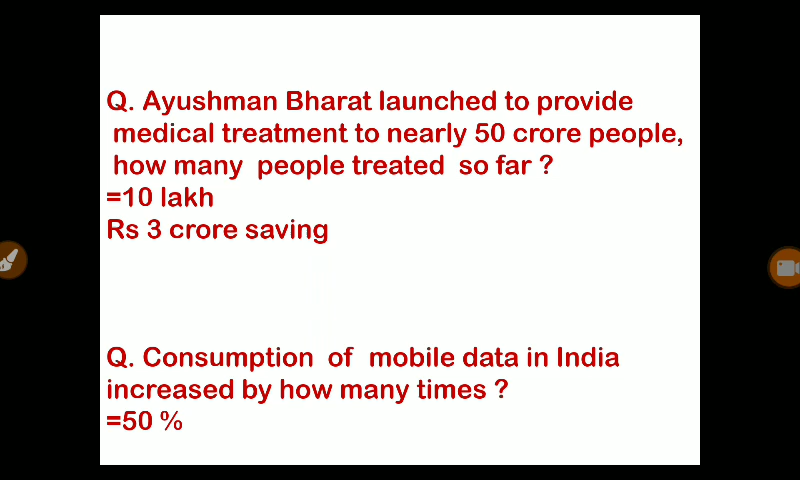 Q. Ayushman Bharat launched to provide
medical treatment to nearly 50 crore people,
how many people treated so far ?
=10 lakh
Rs 3 crore saving
Q. Consumption of mobile data in India
increased by how many times ?
=50 %